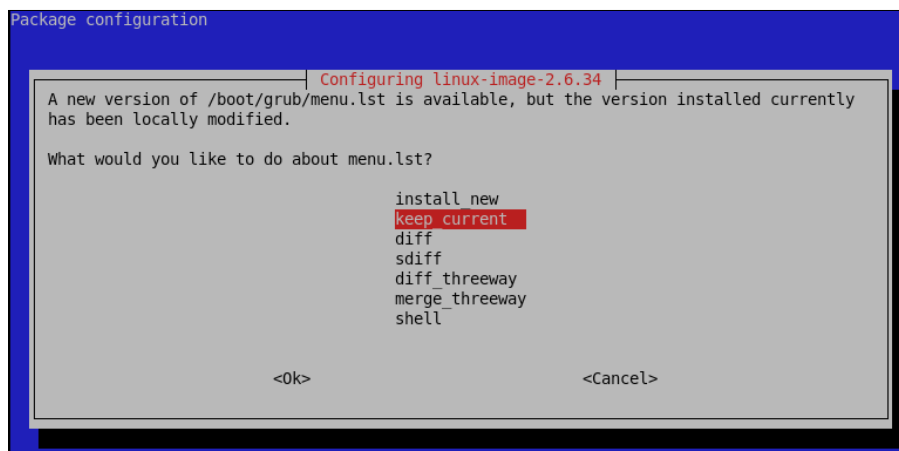 Package configuration
Configuring linux-image-2.6.34
A new version of /boot/grub/menu.lst is available, but the version installed currently
has been locally modified.
What would you like to do about menu.lst?
install_new
keep_current
diff
sdiff
diff_threeway
merge_threeway
shell
<Ok> <Cancel>